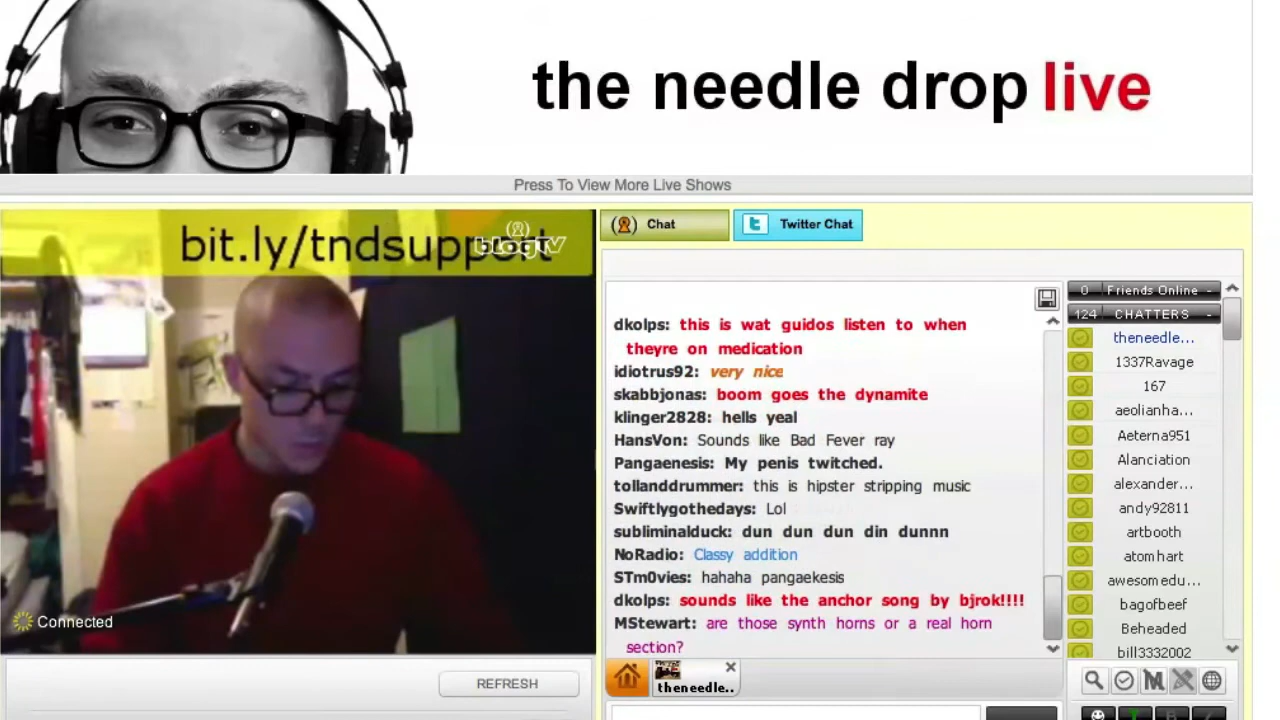 the needle drop live
Press To View More Live Shows
bit.ly/tndsupport
blogTV
Connected
REFRESH
Chat
Twitter Chat
dkolps: this is wat guidos listen to when
theyre on medication
idiotrus92: very nice
skabbjonas: boom goes the dynamite
klinger2828: hells yeal
HansVon: Sounds like Bad Fever ray
Pangaenesis: My penis twitched.
tollanddrummer: this is hipster stripping music
Swiftlygothedays: Lol
subliminalduck: dun dun dun din dunnn
NoRadio: Classy addition
STm0vies: hahaha pangaekesis
dkolps: sounds like the anchor song by bjrok!!!!
MStewart: are those synth horns or a real horn
section?
theneedle..
0 Friends Online -
124 CHATTERS -
theneedle...
1337Ravage
167
aeolianha...
Aeterna951
Alanciation
alexander...
andy92811
artbooth
atomhart
awesomedu...
bagofbeef
Beheaded
bill3332002